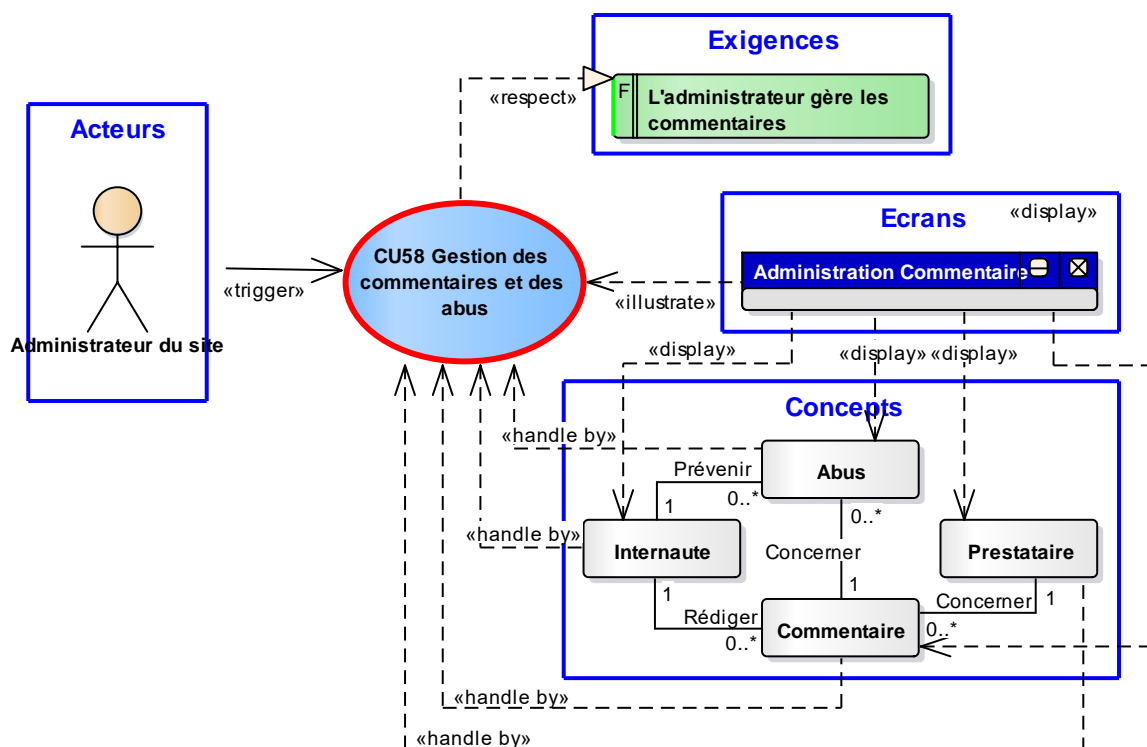 Exigences
F
L'administrateur gère les
commentaires
«respect»
Acteurs
Administrateur du site
«trigger»
CU58 Gestion des
commentaires et des
abus
Ecrans
«display»
Administration Commentaire
«illustrate»
«display»
«display»
«display»
Concepts
«handle by»
Abus
Prévenir
1
0..*
0..*
«handle by»
Internaute
Concerner
Prestataire
1
1
1
Rédiger
0..*
Commentaire
Concerner
0..*
«handle by»
«handle by»